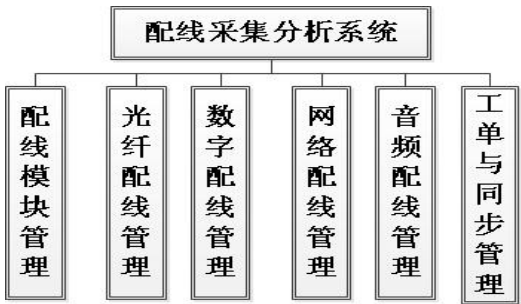 配线采集分析系统
配线模块管理
光纤配线管理
数字配线管理
网络配线管理
音频配线管理
工单与同步管理